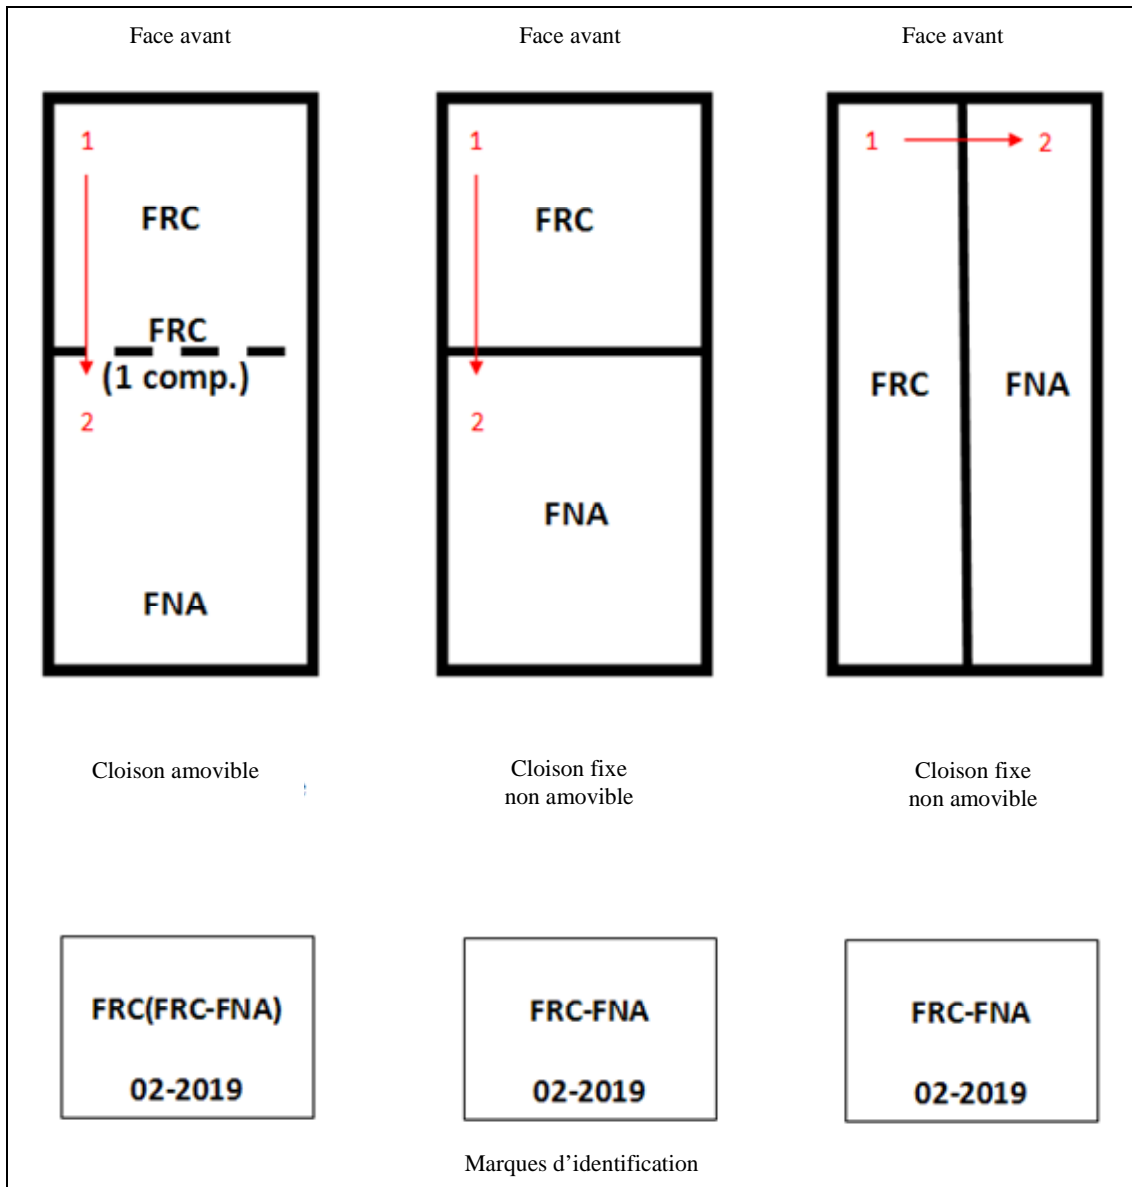 Face avant
Face avant
Face avant
1
FRC
FRC
(1 comp.)
2
FNA
1
FRC
2
FNA
1
2
FRC
FNA
Cloison amovible
Cloison fixe
non amovible
Cloison fixe
non amovible
FRC(FRC-FNA)
02-2019
FRC-FNA
02-2019
FRC-FNA
02-2019
Marques d’identification